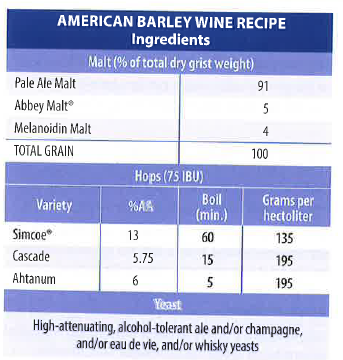 AMERICAN BARLEY WINE RECIPE
Ingredients
Malt (% of total dry grist weight)
Pale Ale Malt 91
Abbey Malt® 5
Melanoidin Malt 4
TOTAL GRAIN 100
Hops (75 IBU)
Variety %AA Boil (min.) Grams per hectoliter
Simcoe® 13 60 135
Cascade 5.75 15 195
Ahtanum 6 5 195
Yeast
High-attenuating, alcohol-tolerant ale and/or champagne,
and/or eau de vie, and/or whisky yeasts